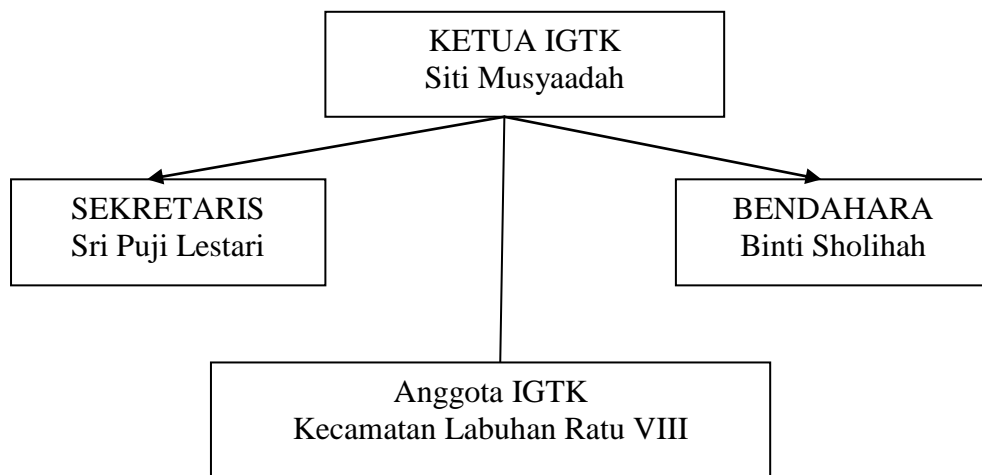 KETUA IGTK
Siti Musyaadah
SEKRETARIS
Sri Puji Lestari
BENDAHARA
Binti Sholihah
Anggota IGTK
Kecamatan Labuhan Ratu VIII